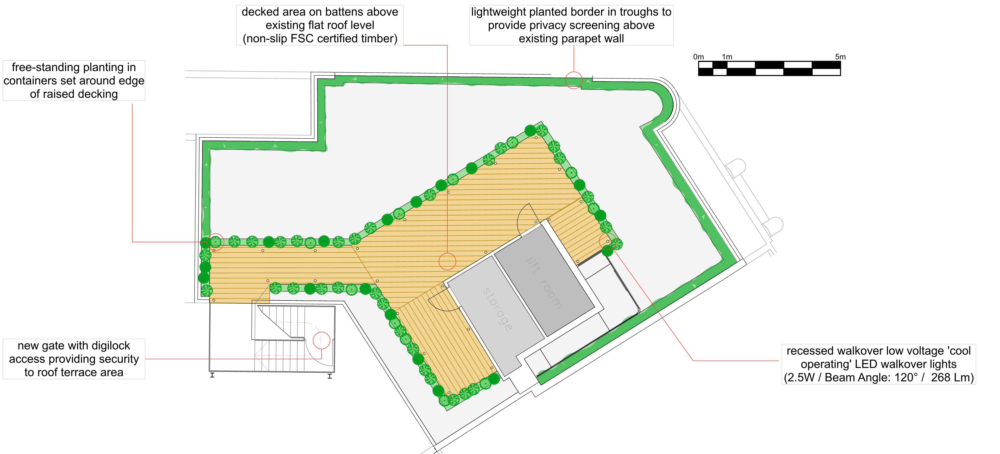 decked area on battens above
existing flat roof level
(non-slip FSC certified timber)
lightweight planted border in troughs to
provide privacy screening above
existing parapet wall
0m 1m 5m
free-standing planting in
containers set around edge
of raised decking
lift room
storage
new gate with digilock
access providing security
to roof terrace area
recessed walkover low voltage 'cool
operating' LED walkover lights
(2.5W / Beam Angle: 120° / 268 Lm)